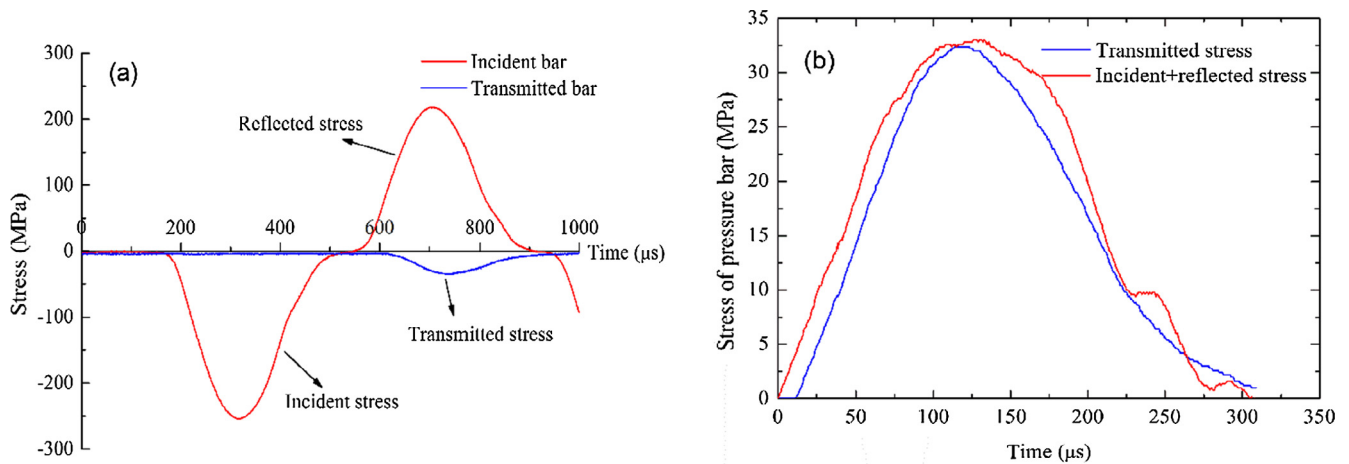 (a)
Incident bar
Transmitted bar
Reflected stress
Transmitted stress
Incident stress
Stress (MPa)
300
200
100
0
-100
-200
-300
0 200 400 600 800 1000
Time (μs)
(b)
Transmitted stress
Incident+reflected stress
Stress of pressure bar (MPa)
35
30
25
20
15
10
5
0
0 50 100 150 200 250 300 350
Time (μs)